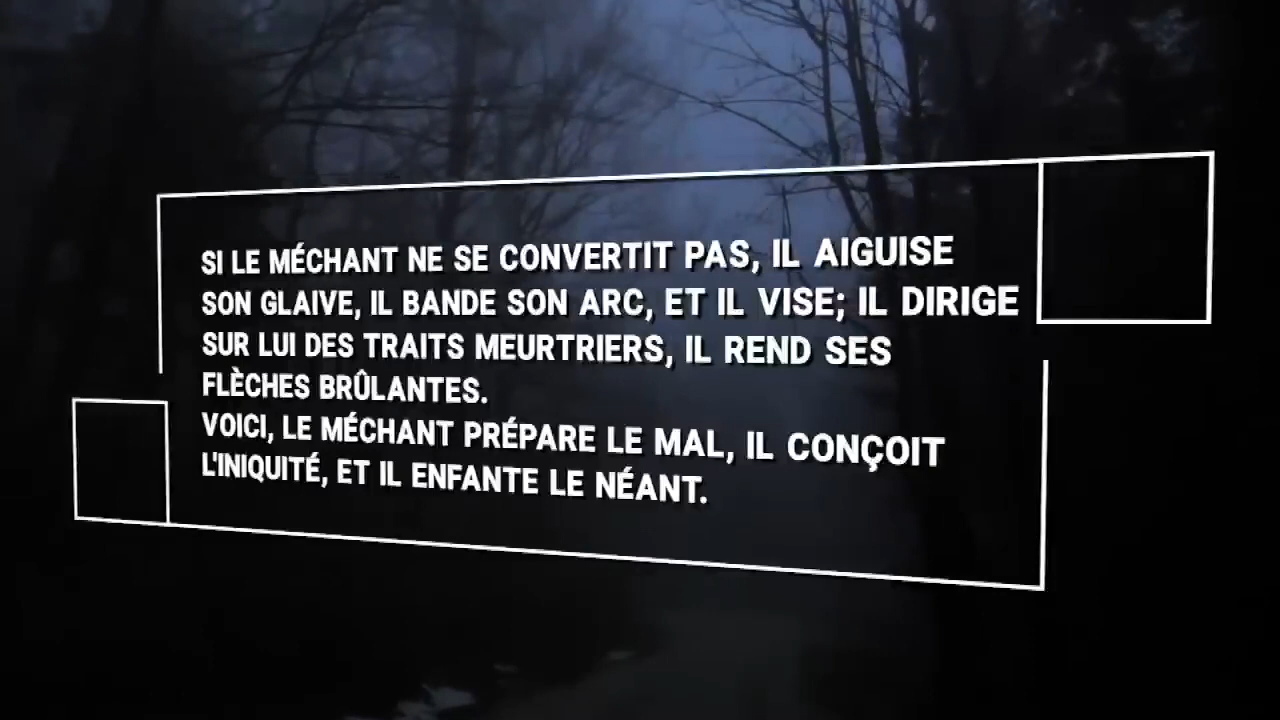 SI LE MÉCHANT NE SE CONVERTIT PAS, IL AIGUISE
SON GLAIVE, IL BANDE SON ARC, ET IL VISE; IL DIRIGE
SUR LUI DES TRAITS MEURTRIERS, IL REND SES
FLÈCHES BRÛLANTES.
VOICI, LE MÉCHANT PRÉPARE LE MAL, IL CONÇOIT
L'INIQUITÉ, ET IL ENFANTE LE NÉANT.